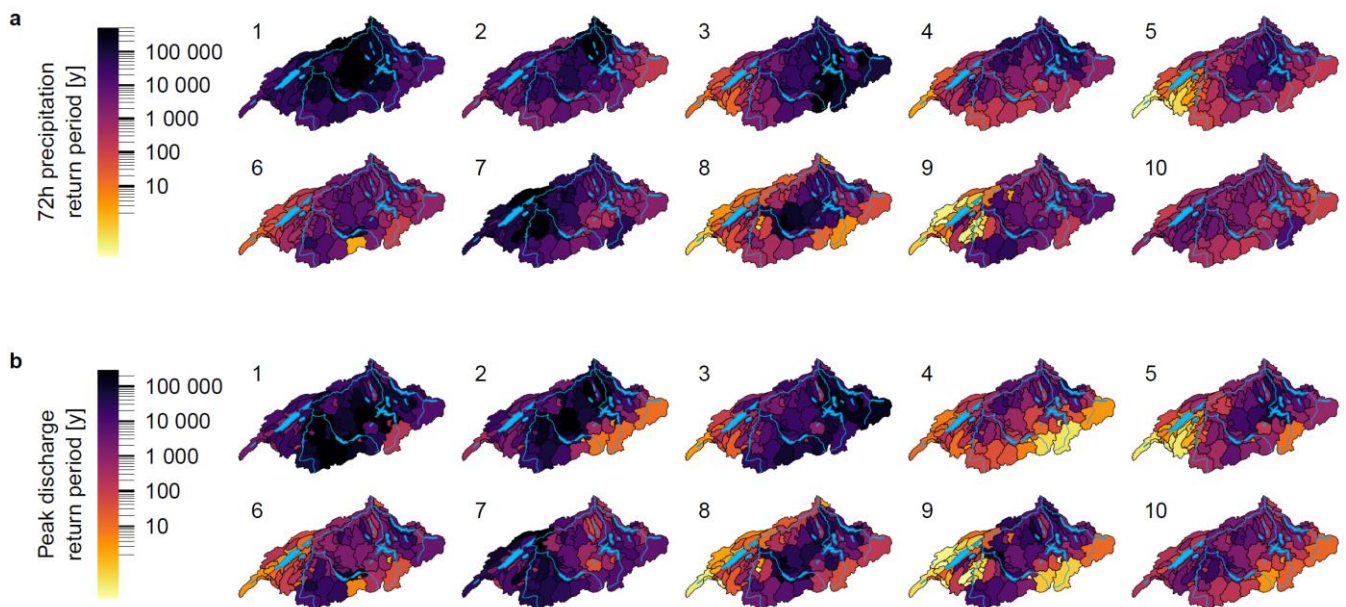 a
72h precipitation
return period [y]
100 000
10 000
1 000
100
10
1 2 3 4 5
6 7 8 9 10
b
Peak discharge
return period [y]
100 000
10 000
1 000
100
10
1 2 3 4 5
6 7 8 9 10